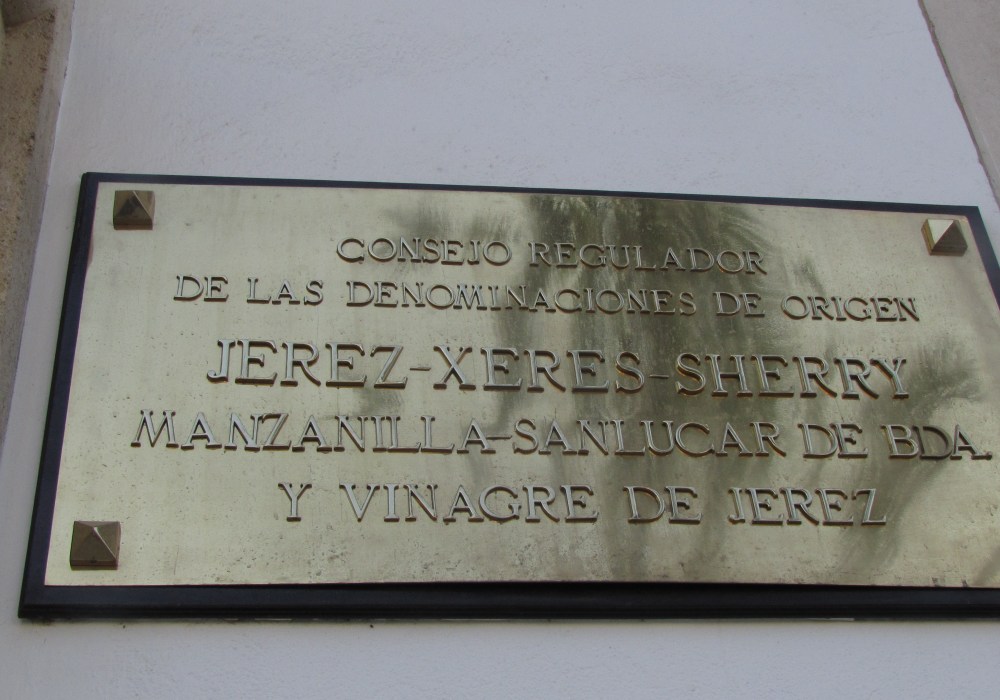 CONSEJO REGULADOR
DE LAS DENOMINACIONES DE ORIGEN
JEREZ-XERES-SHERRY
MANZANILLA-SANLUCAR DE BDA.
Y VINAGRE DE JEREZ